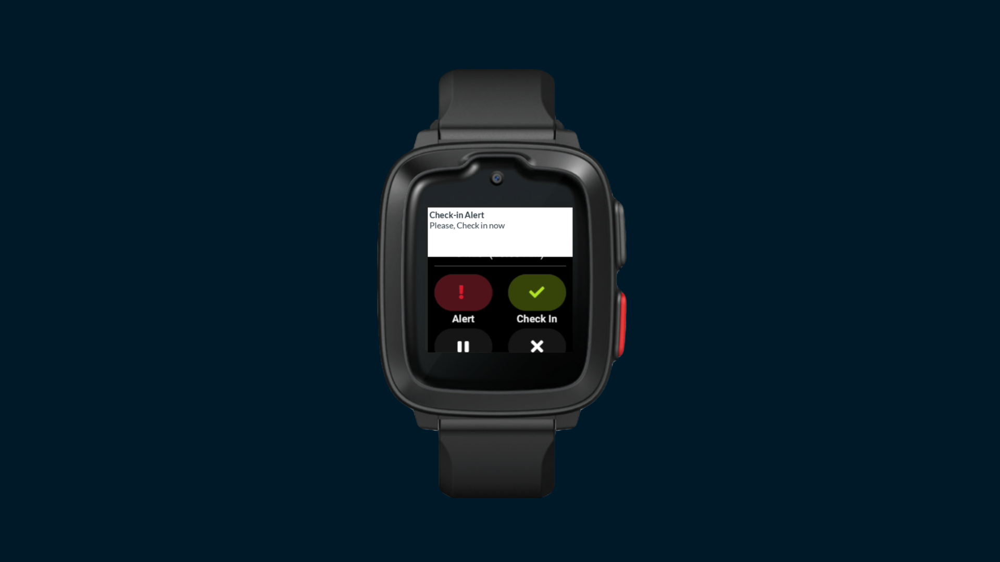 Check-in Alert
Please, Check in now
Alert
Check In